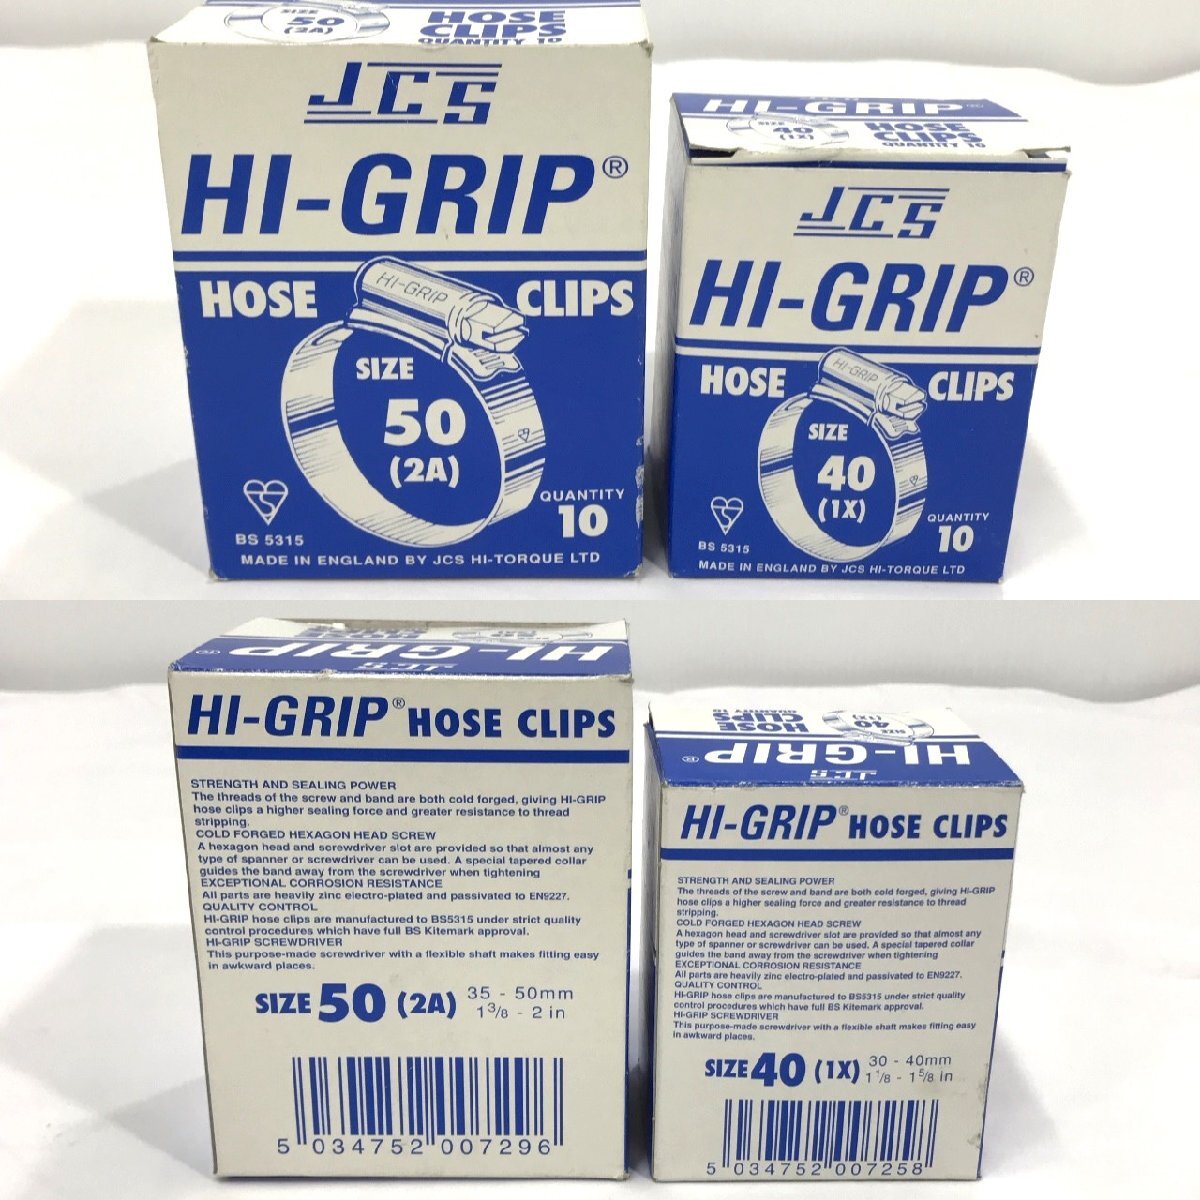 SIZE
50
(2A)
HOSE
CLIPS
QUANTITY 10
JCS
HI-GRIP®
HOSE CLIPS
HI-GRIP
SIZE
50
(2A)
QUANTITY
10
BS 5315
MADE IN ENGLAND BY JCS HI-TORQUE LTD
HI-GRIP
SIZE
40
(1X)
HOSE
CLIPS
QUANTITY 10
JCS
HI-GRIP®
HOSE CLIPS
HI-GRIP
SIZE
40
(1X)
QUANTITY
10
BS 5315
MADE IN ENGLAND BY JCS HI-TORQUE LTD
JCS
HI-GRIP®
HI-GRIP® HOSE CLIPS
STRENGTH AND SEALING POWER
The threads of the screw and band are both cold forged, giving HI-GRIP
hose clips a higher sealing force and greater resistance to thread
stripping.
COLD FORGED HEXAGON HEAD SCREW
A hexagon head and screwdriver slot are provided so that almost any
type of spanner or screwdriver can be used. A special tapered collar
guides the band away from the screwdriver when tightening
EXCEPTIONAL CORROSION RESISTANCE
All parts are heavily zinc electro-plated and passivated to EN9227.
QUALITY CONTROL
HI-GRIP hose clips are manufactured to BS5315 under strict quality
control procedures which have full BS Kitemark approval.
HI-GRIP SCREWDRIVER
This purpose-made screwdriver with a flexible shaft makes fitting easy
in awkward places.
SIZE 50 (2A) 35 - 50mm
1 3/8 - 2 in
5 034752 007296
HOSE
CLIPS
QUANTITY 10
SIZE
40
(1X)
JCS
HI-GRIP®
HI-GRIP® HOSE CLIPS
STRENGTH AND SEALING POWER
The threads of the screw and band are both cold forged, giving HI-GRIP
hose clips a higher sealing force and greater resistance to thread
stripping.
COLD FORGED HEXAGON HEAD SCREW
A hexagon head and screwdriver slot are provided so that almost any
type of spanner or screwdriver can be used. A special tapered collar
guides the band away from the screwdriver when tightening
EXCEPTIONAL CORROSION RESISTANCE
All parts are heavily zinc electro-plated and passivated to EN9227.
QUALITY CONTROL
HI-GRIP hose clips are manufactured to BS5315 under strict quality
control procedures which have full BS Kitemark approval.
HI-GRIP SCREWDRIVER
This purpose-made screwdriver with a flexible shaft makes fitting easy
in awkward places.
SIZE 40 (1X) 30 - 40mm
1 1/8 - 1 5/8 in
5 034752 007258